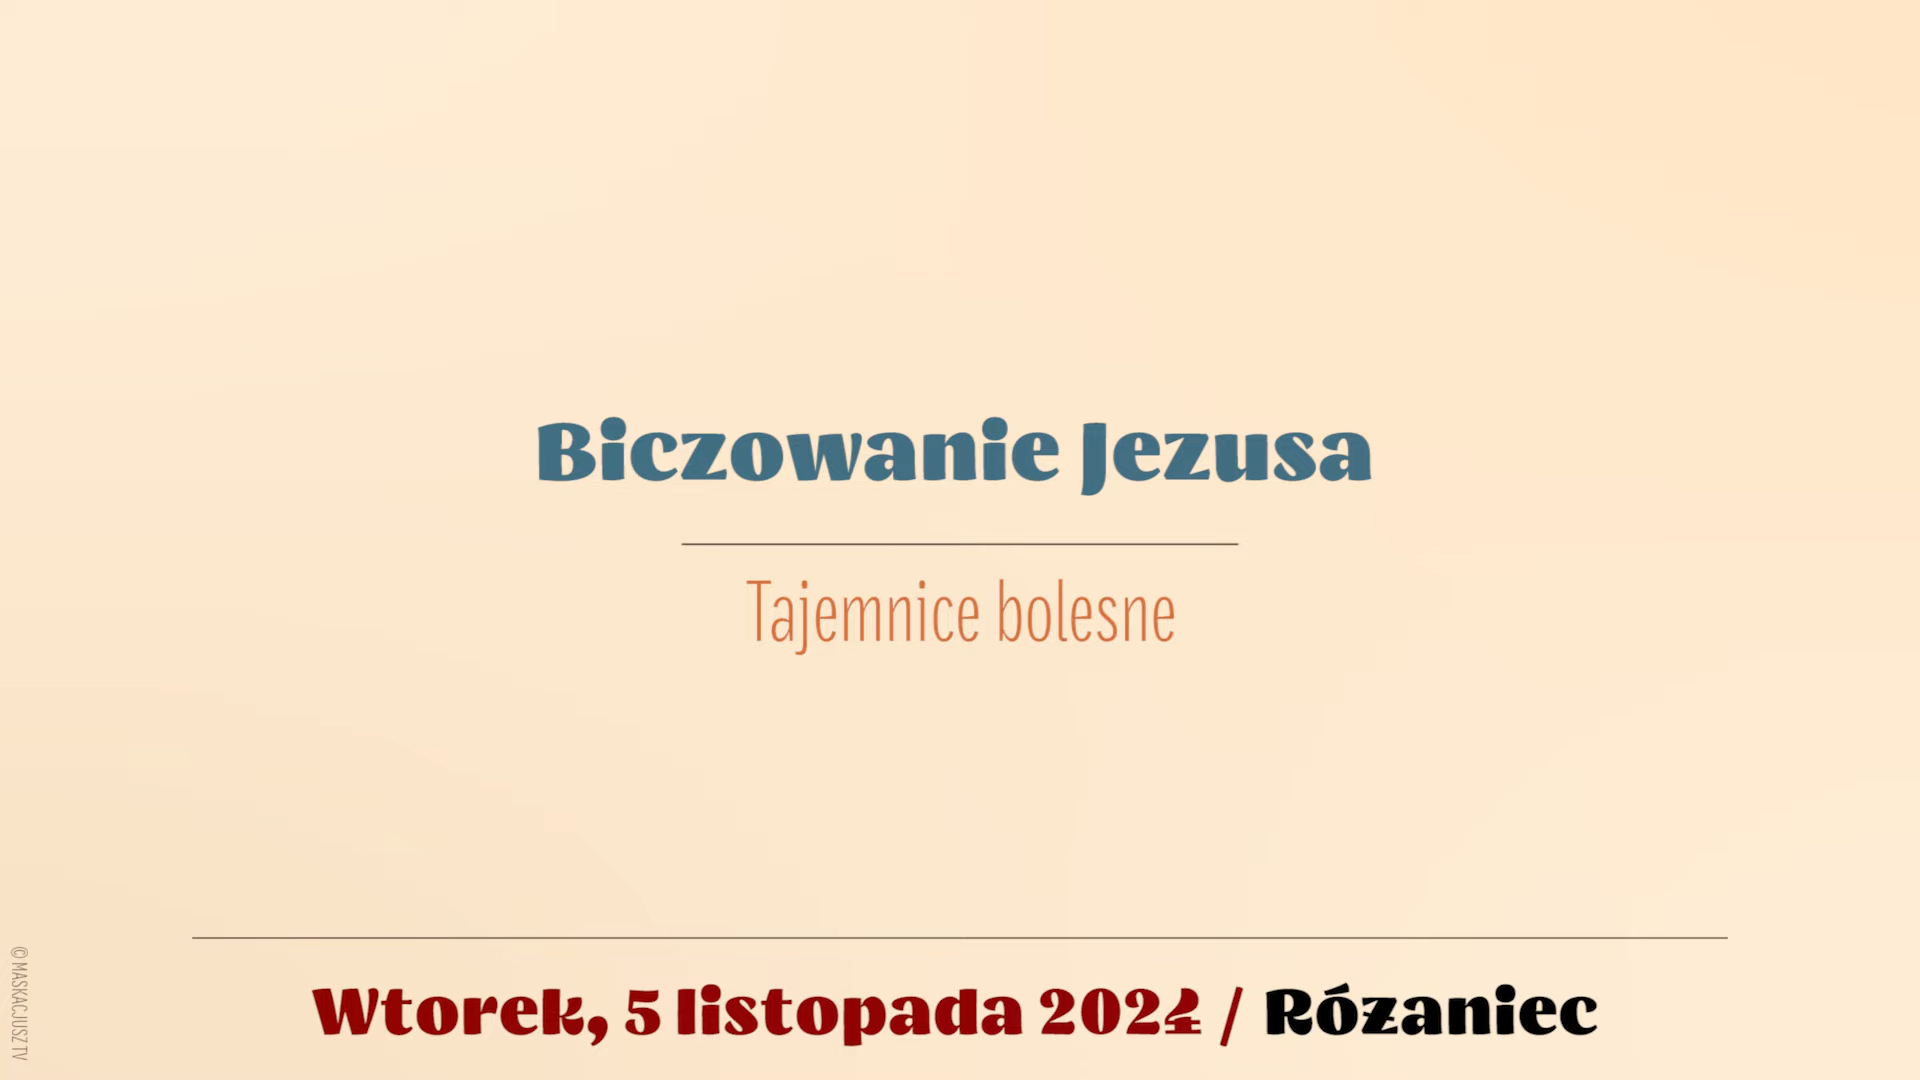 Biczowanie Jezusa
Tajemnice bolesne
Wtorek, 5 listopada 2024 / Różaniec
© MASKACJUSZ TV